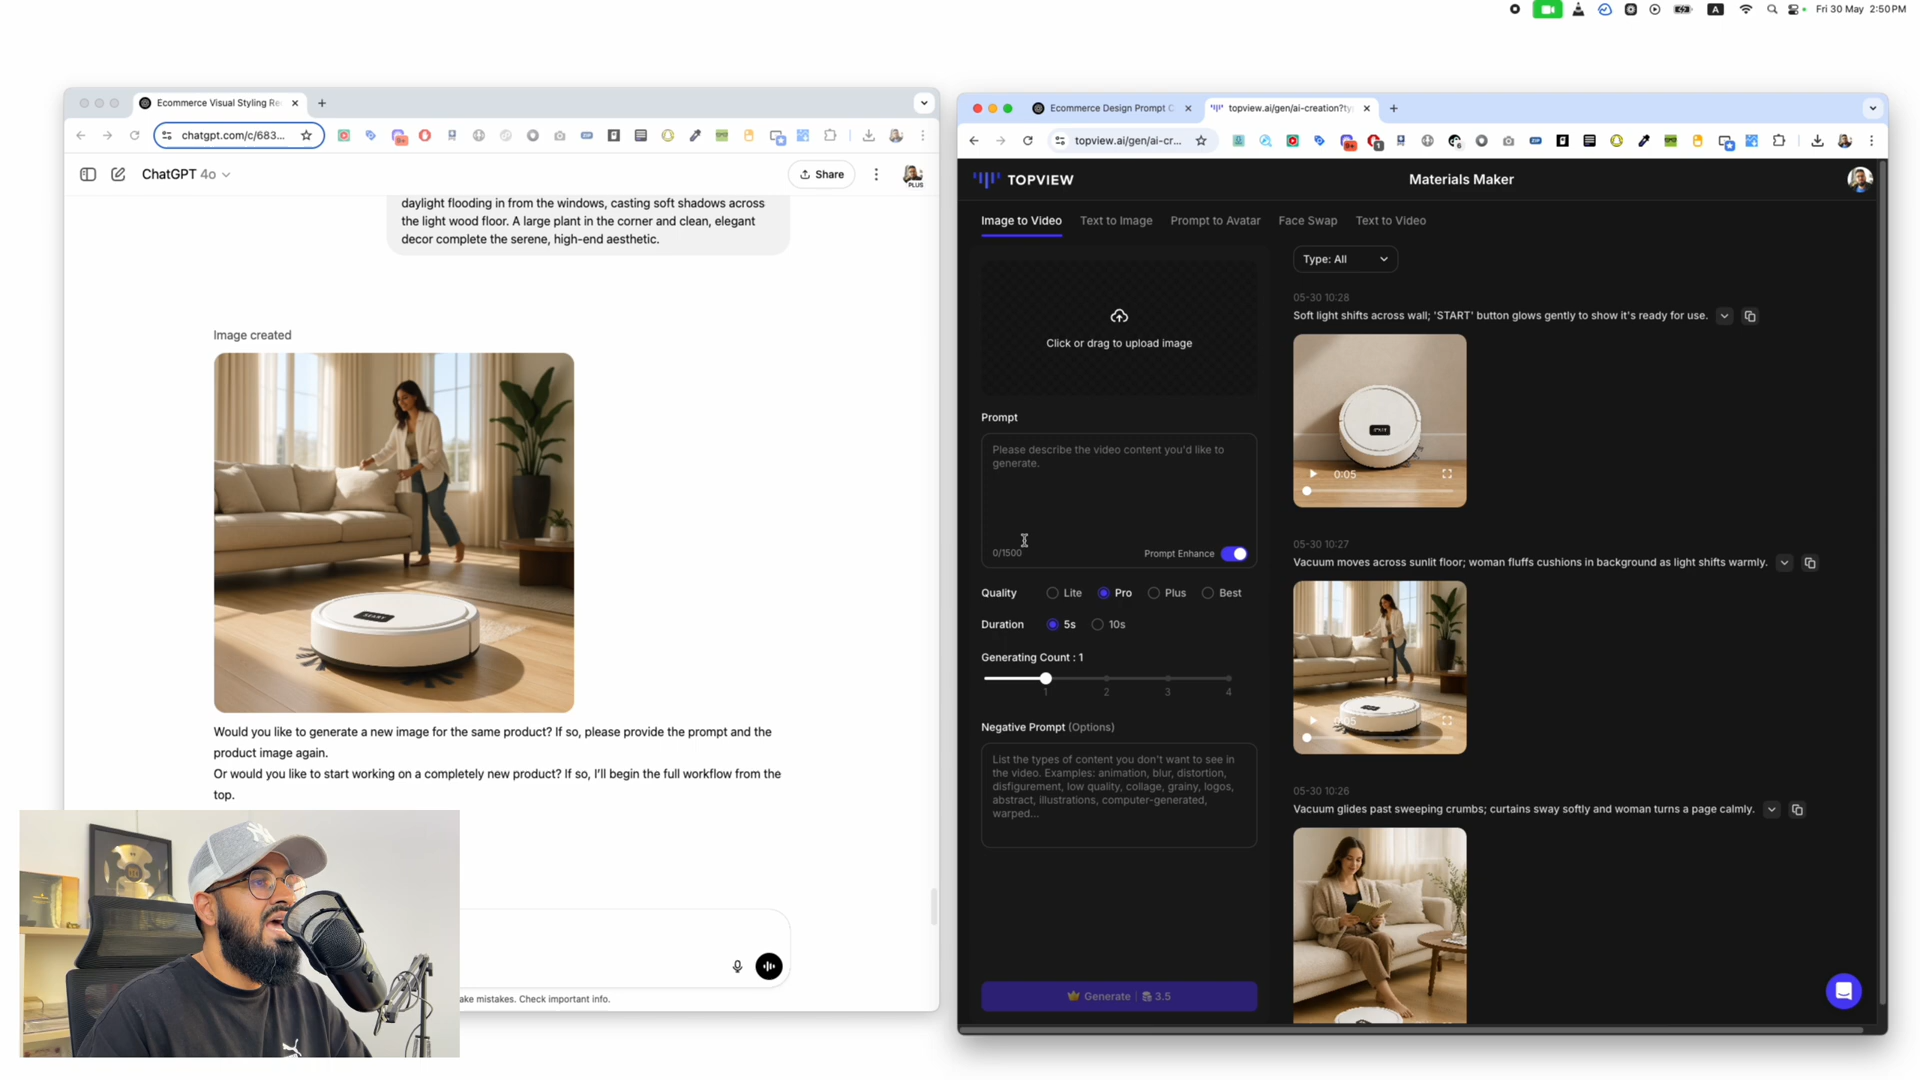 Fri 30 May 2:50 PM
Ecommerce Visual Styling Re
chatgpt.com/c/683...
ChatGPT 4o
Share
PLUS
daylight flooding in from the windows, casting soft shadows across
the light wood floor. A large plant in the corner and clean, elegant
decor complete the serene, high-end aesthetic.
Image created
START
Would you like to generate a new image for the same product? If so, please provide the prompt and the
product image again.
Or would you like to start working on a completely new product? If so, I'll begin the full workflow from the
top.
ake mistakes. Check important info.
Ecommerce Design Prompt C
topview.ai/gen/ai-creation?ty
topview.ai/gen/ai-cr...
TOPVIEW
Materials Maker
Image to Video
Text to Image
Prompt to Avatar
Face Swap
Text to Video
Click or drag to upload image
Prompt
Please describe the video content you'd like to
generate.
0/1500
Prompt Enhance
Quality
Lite
Pro
Plus
Best
Duration
5s
10s
Generating Count : 1
1
2
3
4
Negative Prompt (Options)
List the types of content you don't want to see in
the video. Examples: animation, blur, distortion,
disfigurement, low quality, collage, grainy, logos,
abstract, illustrations, computer-generated,
warped...
Generate | 3.5
Type: All
05-30 10:28
Soft light shifts across wall; 'START' button glows gently to show it's ready for use.
0:05
05-30 10:27
Vacuum moves across sunlit floor; woman fluffs cushions in background as light shifts warmly.
0:05
05-30 10:26
Vacuum glides past sweeping crumbs; curtains sway softly and woman turns a page calmly.